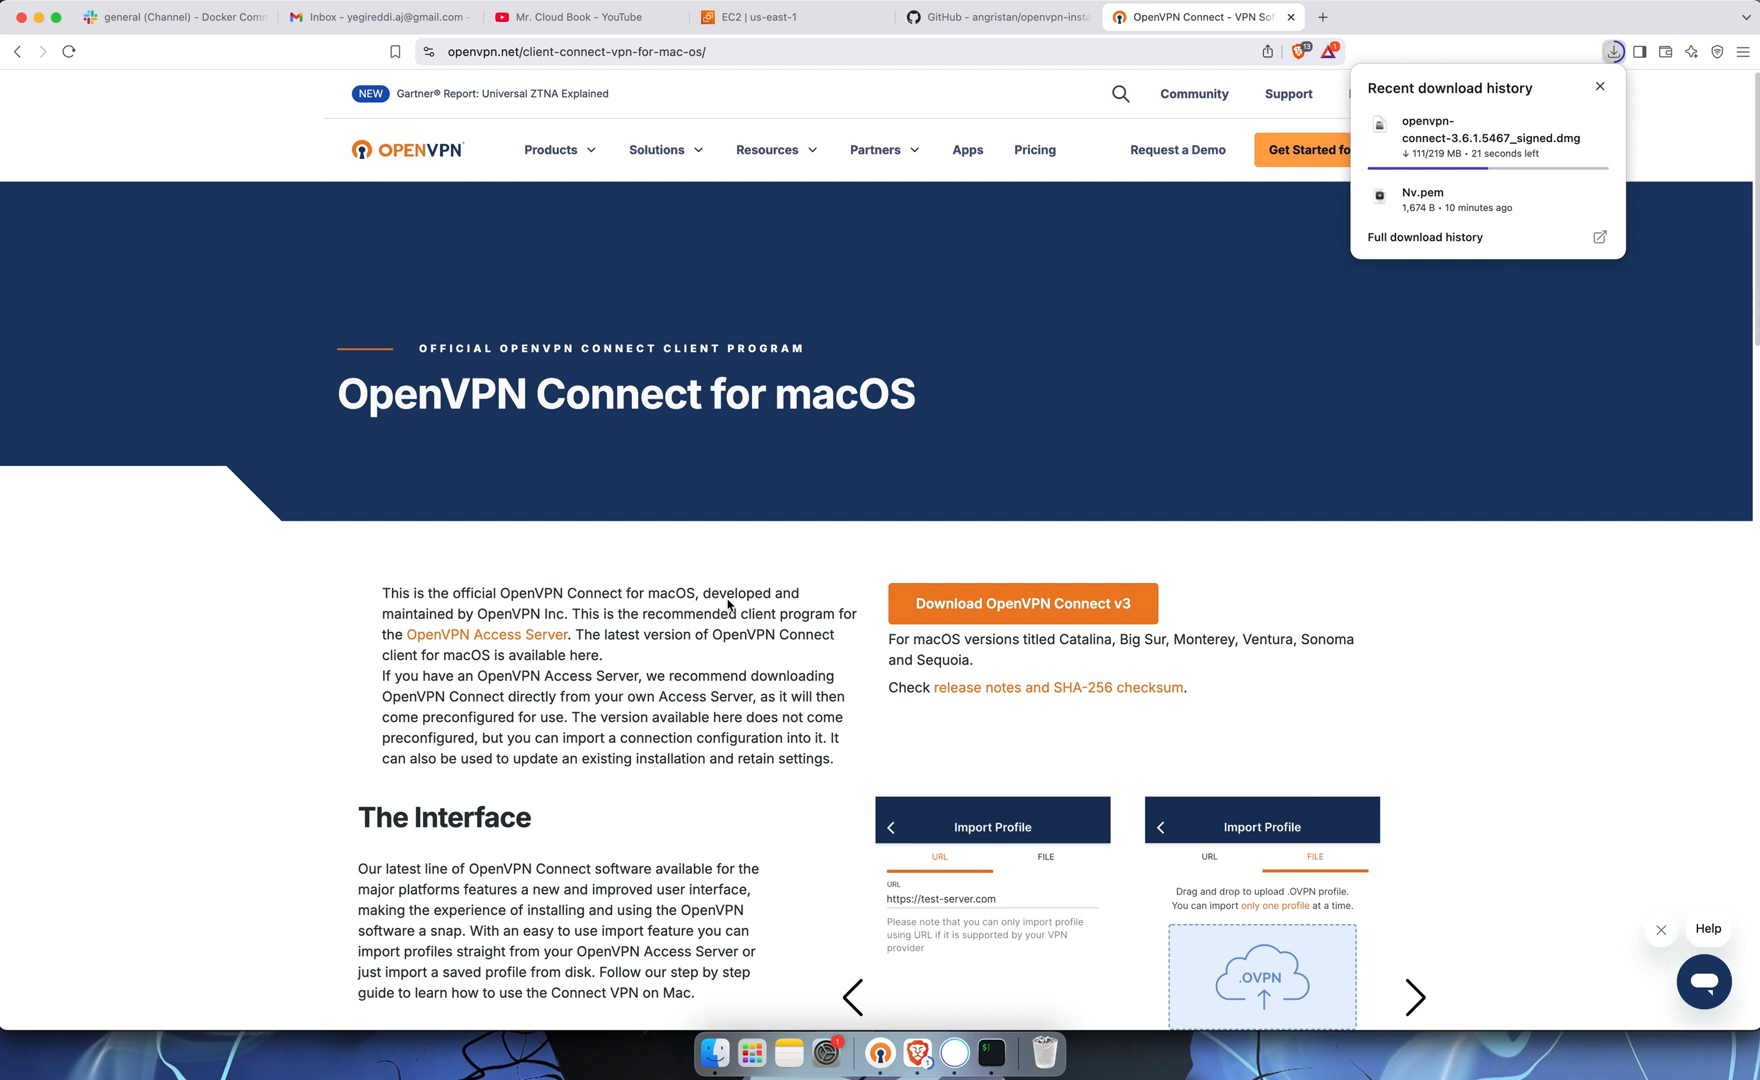 general (Channel) - Docker Comm
Inbox - yegireddi.aj@gmail.com -
Mr. Cloud Book - YouTube
EC2 | us-east-1
GitHub - angristan/openvpn-insta
OpenVPN Connect - VPN Sof
openvpn.net/client-connect-vpn-for-mac-os/
13
1
NEW
Gartner® Report: Universal ZTNA Explained
Community
Support
Recent download history
openvpn-
connect-3.6.1.5467_signed.dmg
↓ 111/219 MB • 21 seconds left
Nv.pem
1,674 B • 10 minutes ago
Full download history
OPENVPN
Products
Solutions
Resources
Partners
Apps
Pricing
Request a Demo
Get Started fo
OFFICIAL OPENVPN CONNECT CLIENT PROGRAM
OpenVPN Connect for macOS
This is the official OpenVPN Connect for macOS, developed and
maintained by OpenVPN Inc. This is the recommended client program for
the OpenVPN Access Server. The latest version of OpenVPN Connect
client for macOS is available here.
If you have an OpenVPN Access Server, we recommend downloading
OpenVPN Connect directly from your own Access Server, as it will then
come preconfigured for use. The version available here does not come
preconfigured, but you can import a connection configuration into it. It
can also be used to update an existing installation and retain settings.
Download OpenVPN Connect v3
For macOS versions titled Catalina, Big Sur, Monterey, Ventura, Sonoma
and Sequoia.
Check release notes and SHA-256 checksum.
The Interface
Our latest line of OpenVPN Connect software available for the
major platforms features a new and improved user interface,
making the experience of installing and using the OpenVPN
software a snap. With an easy to use import feature you can
import profiles straight from your OpenVPN Access Server or
just import a saved profile from disk. Follow our step by step
guide to learn how to use the Connect VPN on Mac.
Import Profile
URL
FILE
URL
https://test-server.com
Please note that you can only import profile
using URL if it is supported by your VPN
provider
Import Profile
URL
FILE
Drag and drop to upload .OVPN profile.
You can import only one profile at a time.
.OVPN
Help
1
1
$